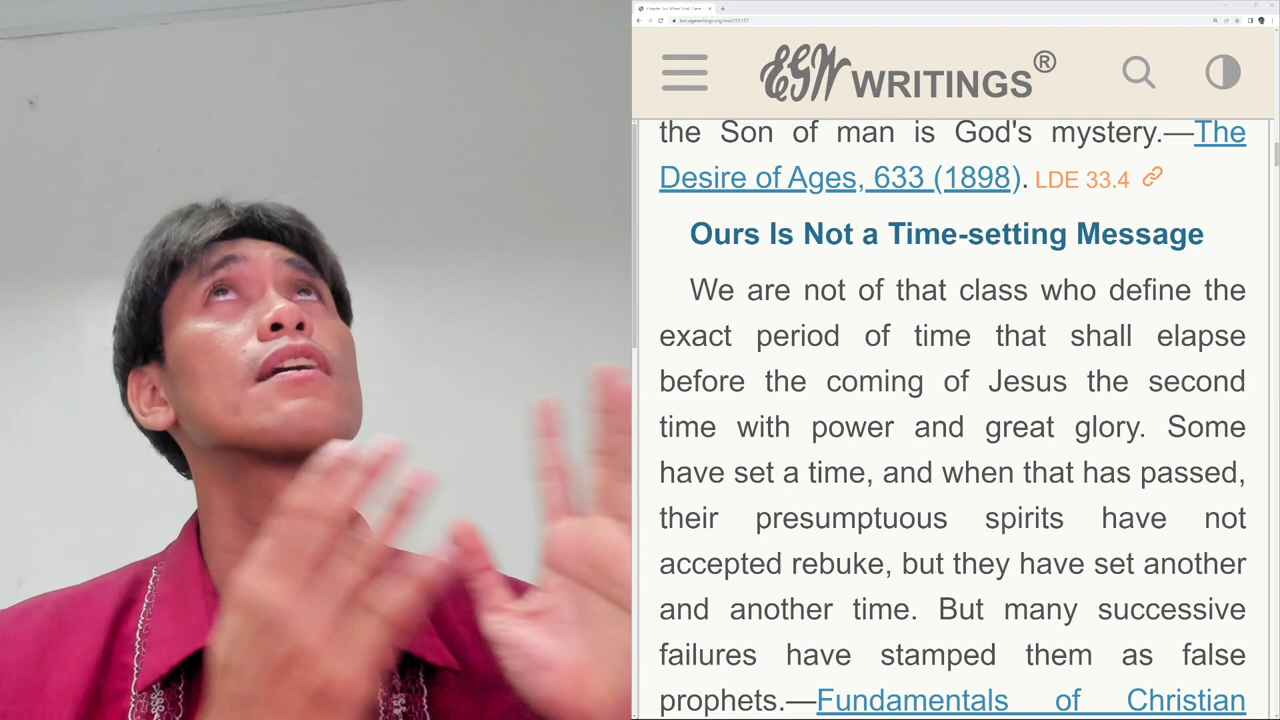 EGW WRITINGS®
the Son of man is God's mystery.—The
Desire of Ages, 633 (1898). LDE 33.4
Ours Is Not a Time-setting Message
We are not of that class who define the
exact period of time that shall elapse
before the coming of Jesus the second
time with power and great glory. Some
have set a time, and when that has passed,
their presumptuous spirits have not
accepted rebuke, but they have set another
and another time. But many successive
failures have stamped them as false
prophets.—Fundamentals of Christian